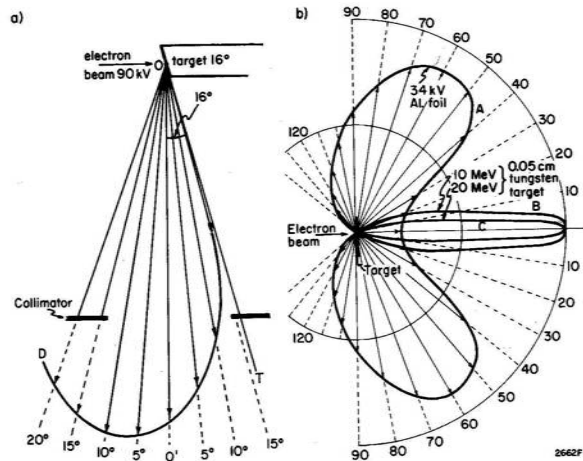 a)
electron
beam 90 kV
O
target 16°
16°
Collimator
D
T
20°
15°
10°
5°
O'
5°
10°
15°
b)
90
80
70
60
50
40
30
20
10
0
10
20
30
40
50
60
70
80
90
120
120
34 kV
AL foil
A
10 MeV
20 MeV
0.05 cm
tungsten
target
B
C
Electron
beam
Target
2662F